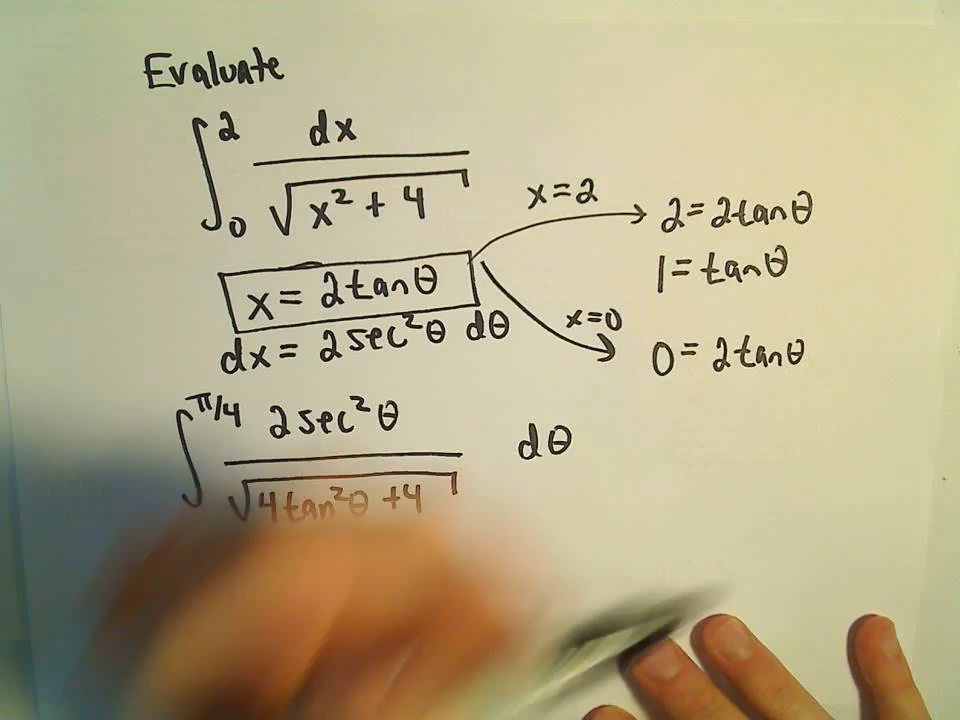 Evaluate
∫₀² dx / √(x² + 4)
x = 2tanθ
dx = 2sec²θ dθ
x=2
2 = 2tanθ
1 = tanθ
x=0
0 = 2tanθ
∫^π/4 2sec²θ / √(4tan²θ + 4) dθ